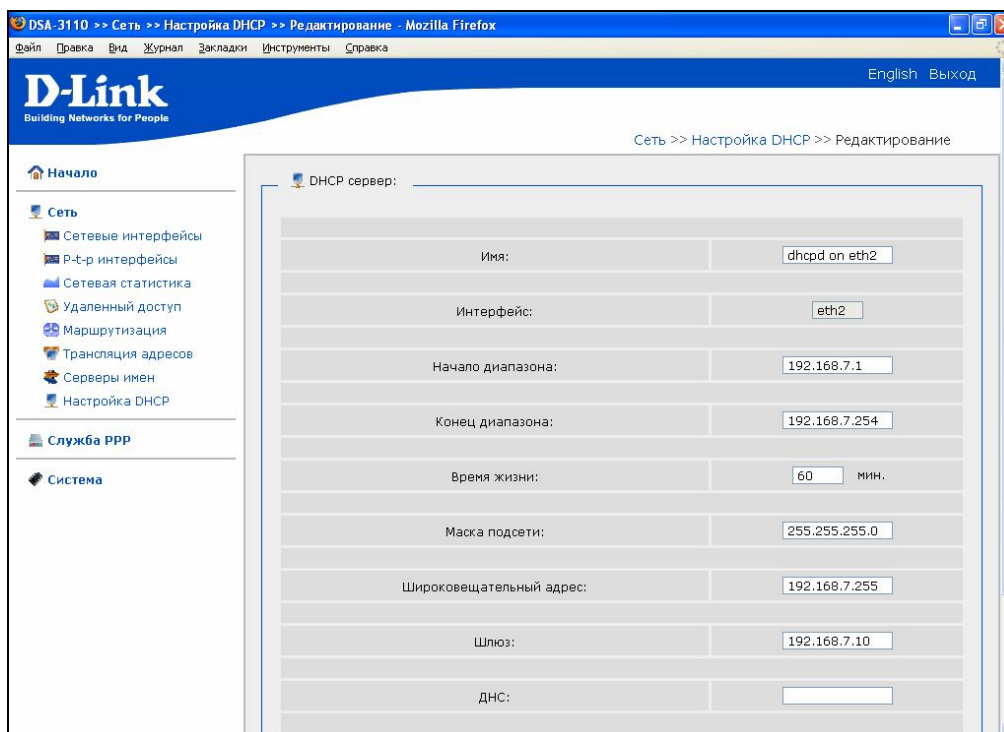 DSA-3110 >> Сеть >> Настройка DHCP >> Редактирование - Mozilla Firefox
Файл Правка Вид Журнал Закладки Инструменты Справка
English Выход
D-Link
Building Networks for People
Сеть >> Настройка DHCP >> Редактирование
Начало
Сеть
Сетевые интерфейсы
P-t-p интерфейсы
Сетевая статистика
Удаленный доступ
Маршрутизация
Трансляция адресов
Серверы имен
Настройка DHCP
Служба PPP
Система
DHCP сервер:
Имя: dhcpd on eth2
Интерфейс: eth2
Начало диапазона: 192.168.7.1
Конец диапазона: 192.168.7.254
Время жизни: 60 мин.
Маска подсети: 255.255.255.0
Широковещательный адрес: 192.168.7.255
Шлюз: 192.168.7.10
ДНС: